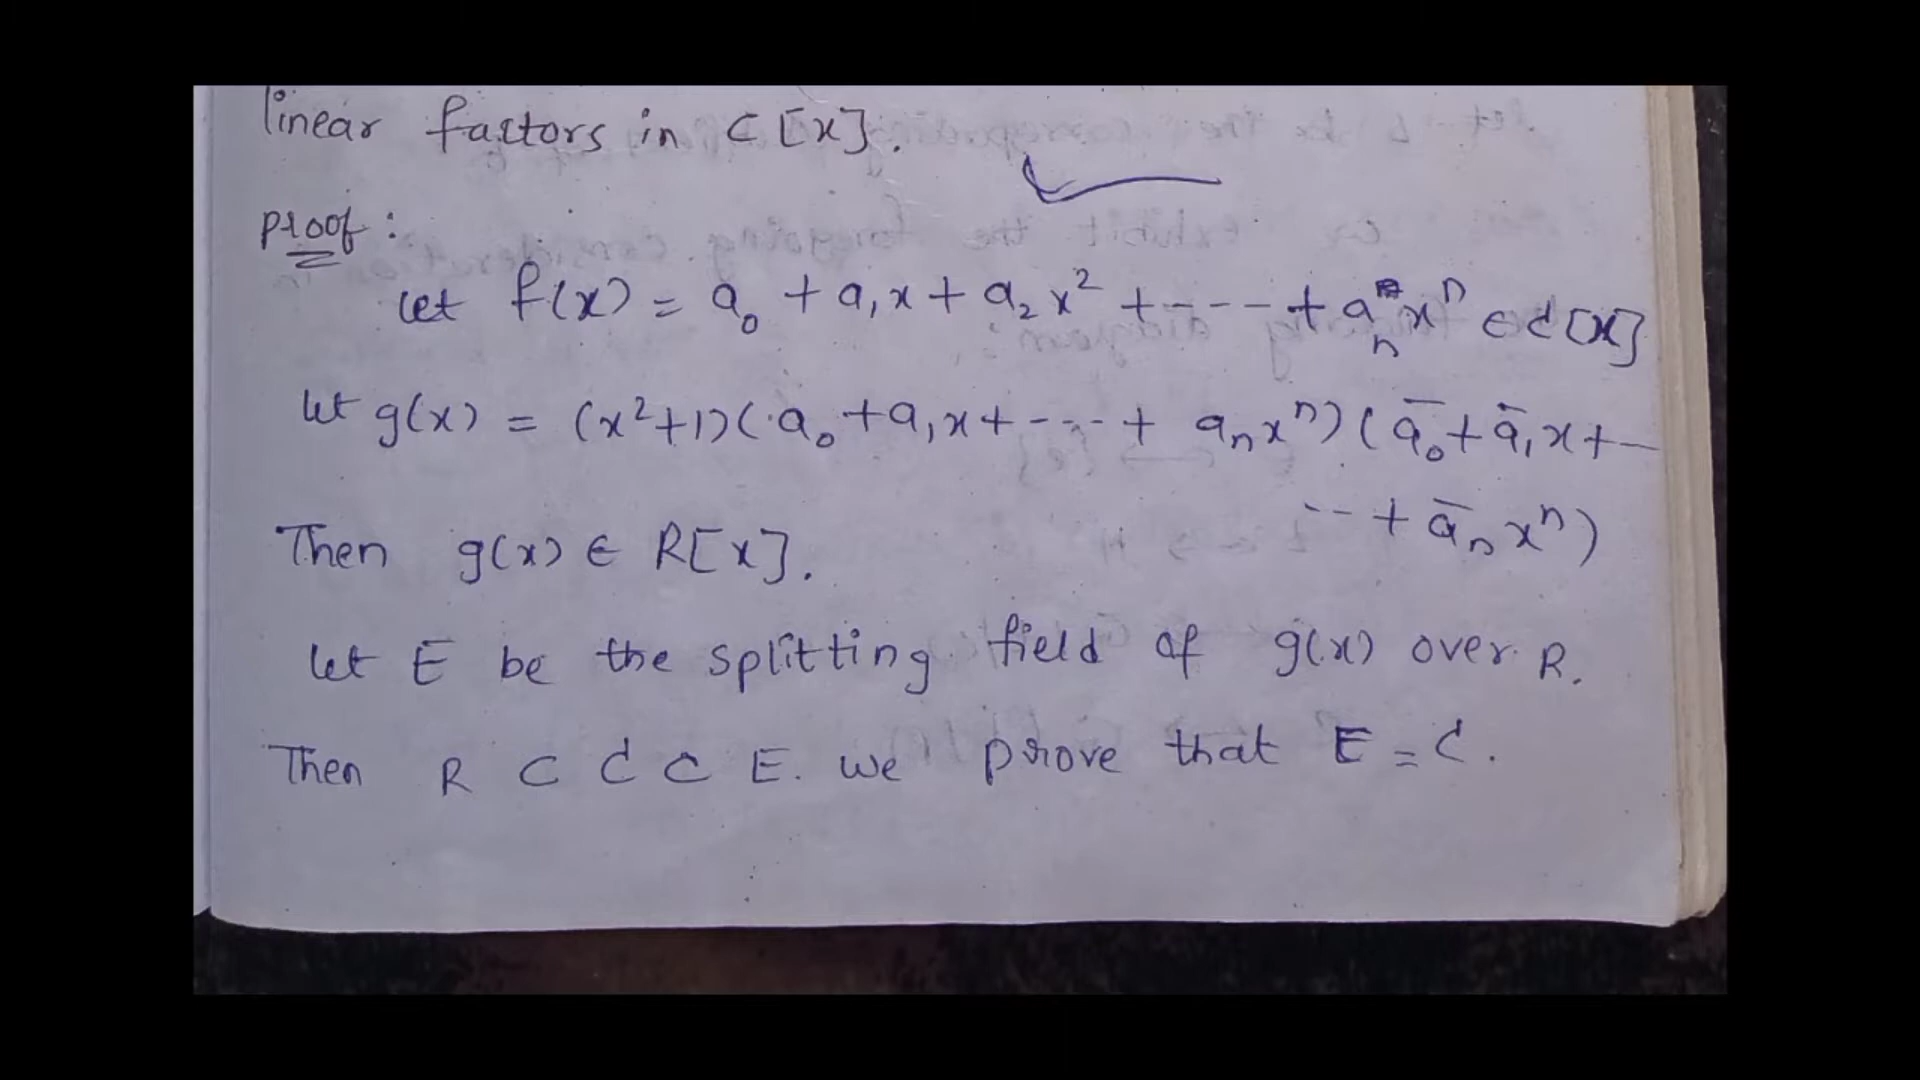 linear factors in C[x].
proof:
Let f(x) = a₀ + a₁x + a₂x² + ---- + aₙxⁿ ∈ C[x]
Let g(x) = (x²+1)(a₀+a₁x+----+ aₙxⁿ)(ā₀+ā₁x+--
-- + āₙxⁿ)
Then g(x) ∈ R[x].
Let E be the splitting field of g(x) over R.
Then R ⊂ C ⊂ E. we prove that E = C.